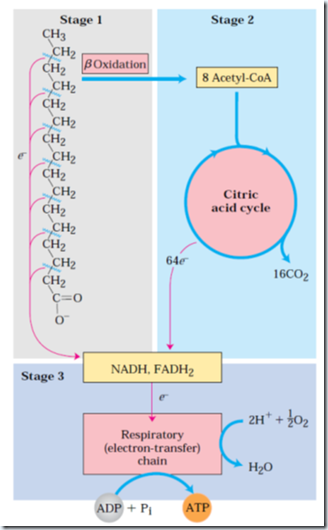 Stage 1
CH₃
CH₂
CH₂
CH₂
CH₂
CH₂
CH₂
CH₂
CH₂
CH₂
CH₂
CH₂
CH₂
CH₂
CH₂
C=O
O⁻
e⁻
β Oxidation
Stage 2
8 Acetyl-CoA
Citric
acid cycle
64e⁻
16CO₂
Stage 3
NADH, FADH₂
e⁻
Respiratory
(electron-transfer)
chain
2H⁺ + ½O₂
H₂O
ADP + Pi
ATP